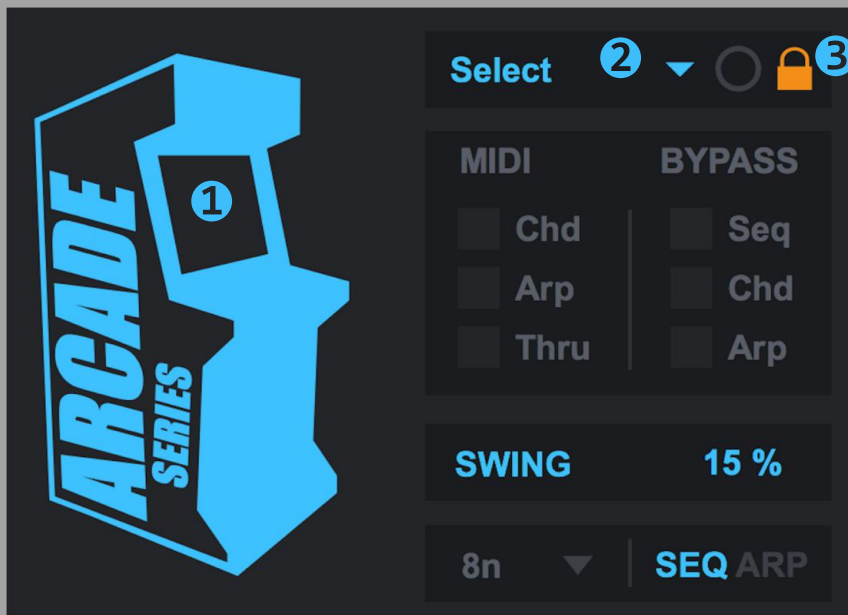 ARCADE
SERIES
1
Select 2 3
MIDI BYPASS
Chd Seq
Arp Chd
Thru Arp
SWING 15 %
8n SEQ ARP